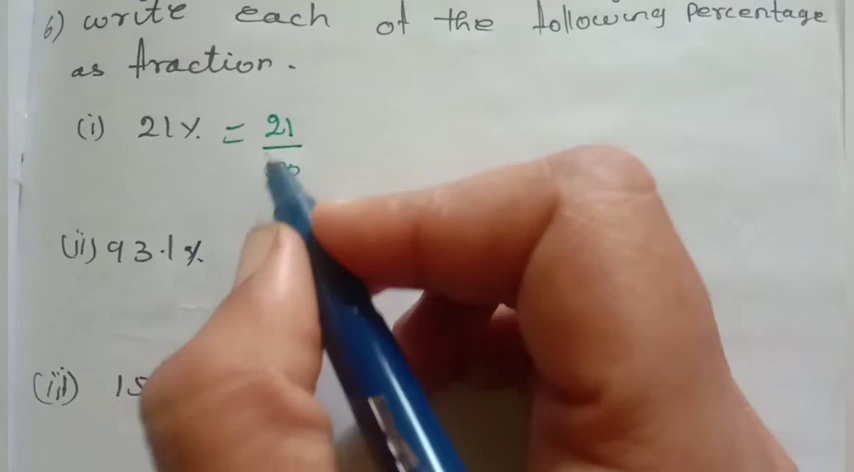 6) write each of the following percentage
as fraction.
(i) 21% = 21
(ii) 93.1%
(iii) 15